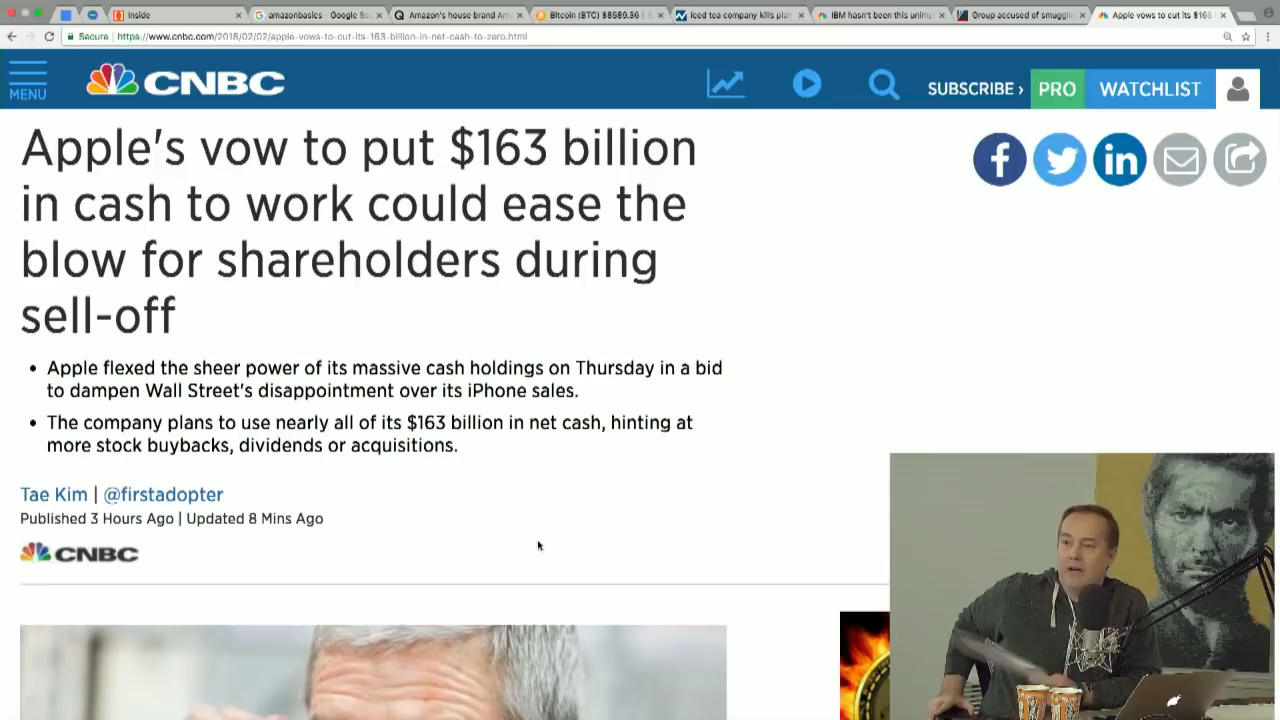 Inside
amazonbasics - Google Se
Amazon's house brand Am
Bitcoin (BTC) $8589.36
Iced tea company kills plan
IBM hasn't been this unimp
Group accused of smugglin
Apple vows to cut its $163
Secure | https://www.cnbc.com/2018/02/02/apple-vows-to-cut-its-163-billion-in-net-cash-to-zero.html
MENU
CNBC
SUBSCRIBE ›
PRO
WATCHLIST
Apple's vow to put $163 billion
in cash to work could ease the
blow for shareholders during
sell-off
• Apple flexed the sheer power of its massive cash holdings on Thursday in a bid
to dampen Wall Street's disappointment over its iPhone sales.
• The company plans to use nearly all of its $163 billion in net cash, hinting at
more stock buybacks, dividends or acquisitions.
Tae Kim | @firstadopter
Published 3 Hours Ago | Updated 8 Mins Ago
CNBC